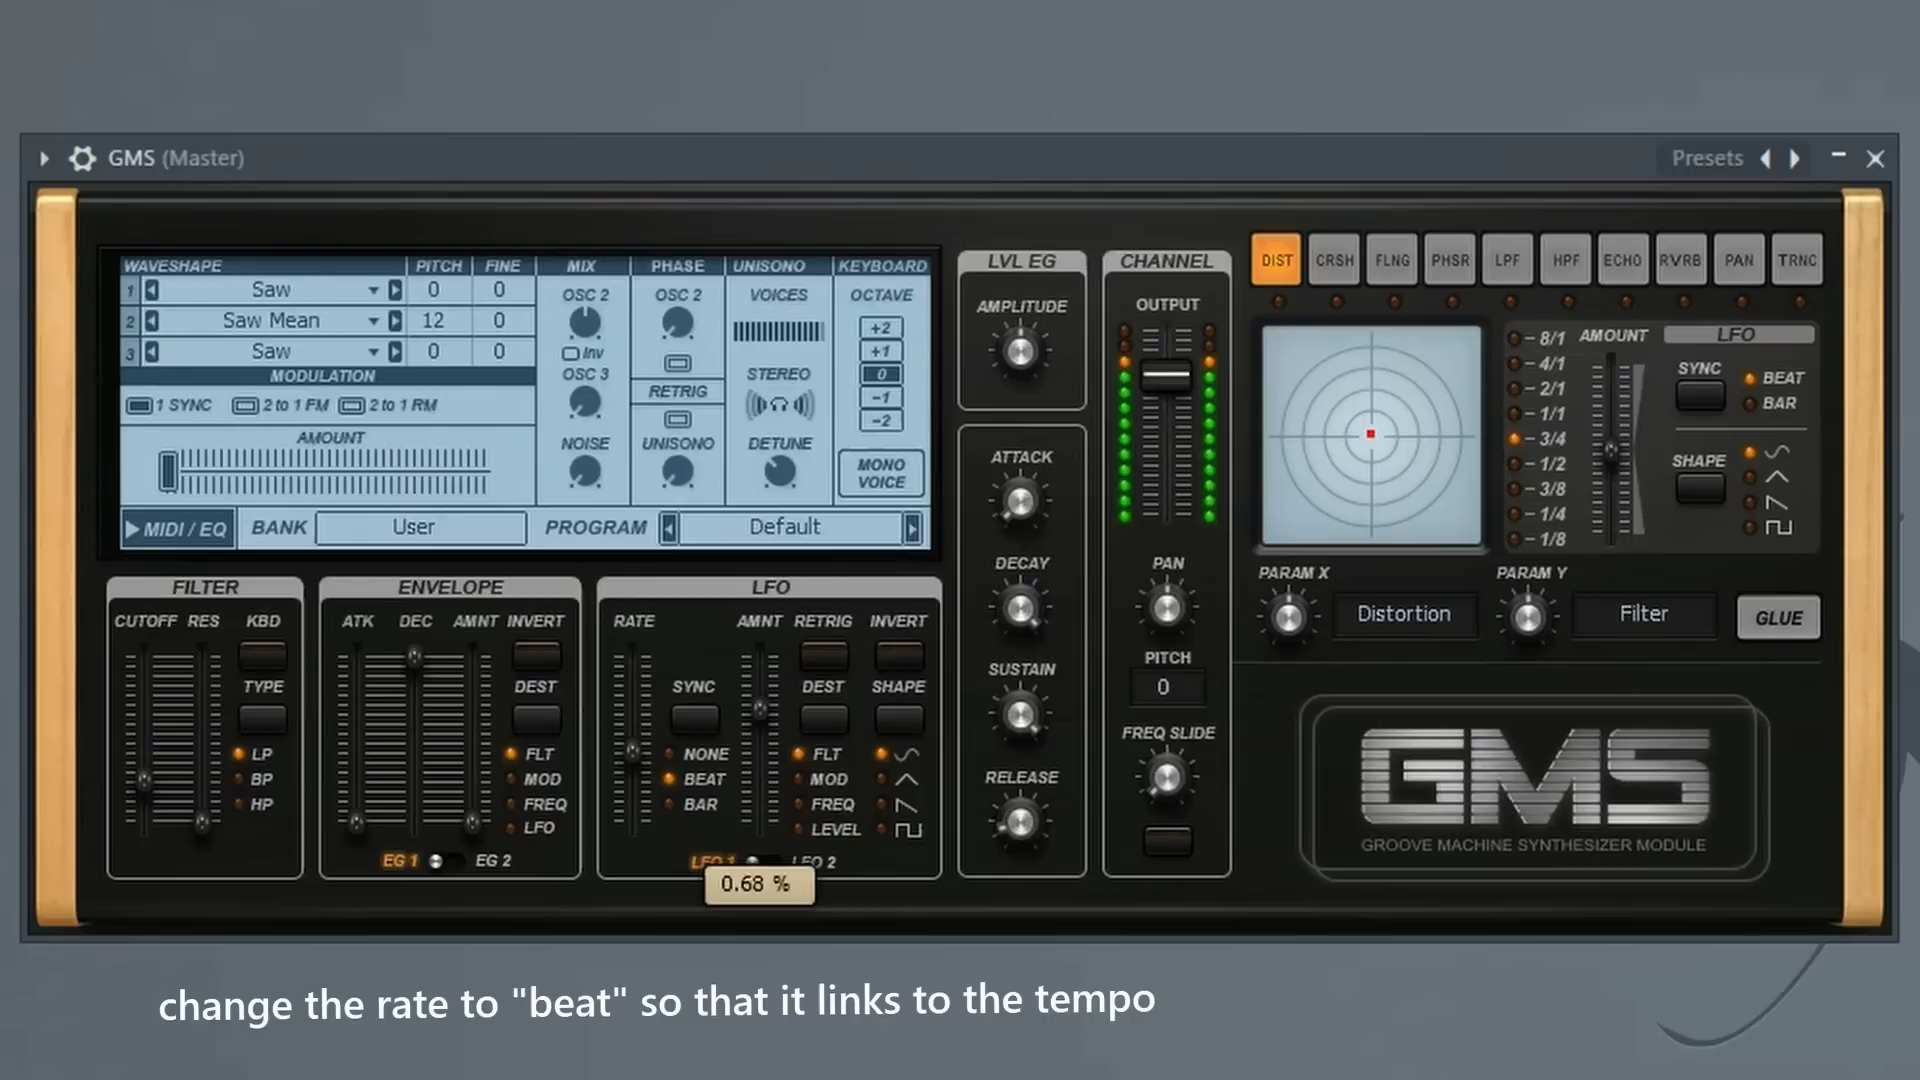 GMS (Master)
Presets
WAVESHAPE PITCH FINE MIX PHASE UNISONO KEYBOARD
1 Saw 0 0
2 Saw Mean 12 0
3 Saw 0 0
MODULATION
1 SYNC 2 to 1 FM 2 to 1 RM
AMOUNT
OSC 2
Inv
OSC 3
NOISE
OSC 2
RETRIG
UNISONO
VOICES
STEREO
DETUNE
OCTAVE
+2
+1
0
-1
-2
MONO
VOICE
MIDI / EQ BANK User PROGRAM Default
FILTER
CUTOFF RES KBD
TYPE
LP
BP
HP
ENVELOPE
ATK DEC AMNT INVERT
DEST
FLT
MOD
FREQ
LFO
EG 1 EG 2
LFO
RATE AMNT RETRIG INVERT
SYNC DEST SHAPE
NONE FLT
BEAT MOD
BAR FREQ
LEVEL
LFO 1 LFO 2
0.68 %
LVL EG
AMPLITUDE
ATTACK
DECAY
SUSTAIN
RELEASE
CHANNEL
OUTPUT
PAN
PITCH
0
FREQ SLIDE
DIST CRSH FLNG PHSR LPF HPF ECHO RVRB PAN TRNC
8/1
4/1
2/1
1/1
3/4
1/2
3/8
1/4
1/8
AMOUNT
LFO
SYNC
BEAT
BAR
SHAPE
PARAM X
Distortion
PARAM Y
Filter
GLUE
GMS
GROOVE MACHINE SYNTHESIZER MODULE
change the rate to "beat" so that it links to the tempo